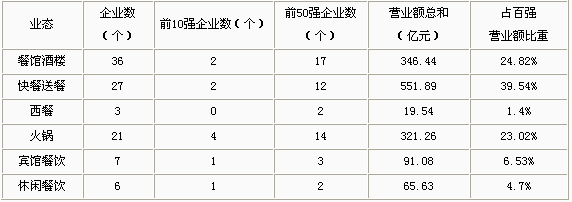 业态 企业数（个） 前10强企业数（个） 前50强企业数（个） 营业额总和（亿元） 占百强营业额比重
餐馆酒楼 36 2 17 346.44 24.82%
快餐送餐 27 2 12 551.89 39.54%
西餐 3 0 2 19.54 1.4%
火锅 21 4 14 321.26 23.02%
宾馆餐饮 7 1 3 91.08 6.53%
休闲餐饮 6 1 2 65.63 4.7%